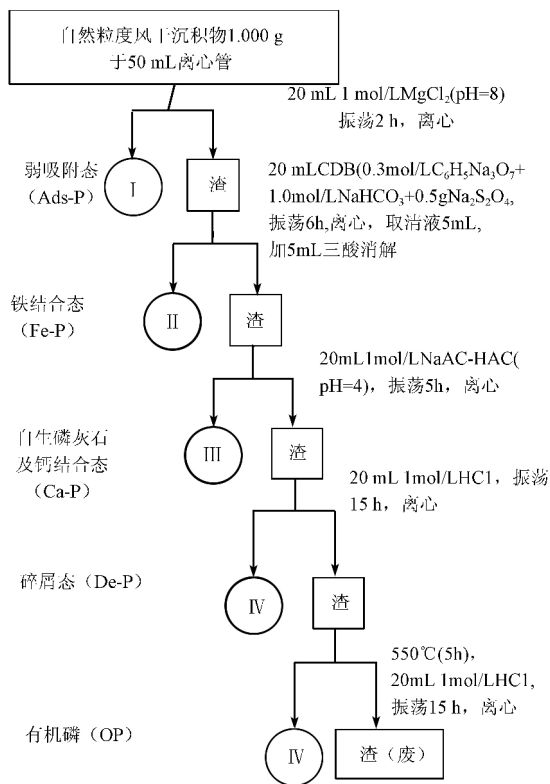 自然粒度风干沉积物1.000 g
于50 mL离心管
20 mL 1 mol/LMgCl₂(pH=8)
振荡2 h，离心
弱吸附态
(Ads-P)
Ⅰ
渣
20 mLCDB(0.3mol/LC₆H₅Na₃O₇+
1.0mol/LNaHCO₃+0.5gNa₂S₂O₄,
振荡6h,离心，取清液5mL,
加5mL三酸消解
铁结合态
（Fe-P）
Ⅱ
渣
20mL1mol/LNaAC-HAC(
pH=4)，振荡5h，离心
自生磷灰石
及钙结合态
(Ca-P)
Ⅲ
渣
20 mL 1mol/LHC1，振荡
15 h，离心
碎屑态（De-P）
Ⅳ
渣
550℃(5h)，
20mL 1mol/LHC1,
振荡15 h，离心
有机磷（OP）
Ⅳ
渣（废）